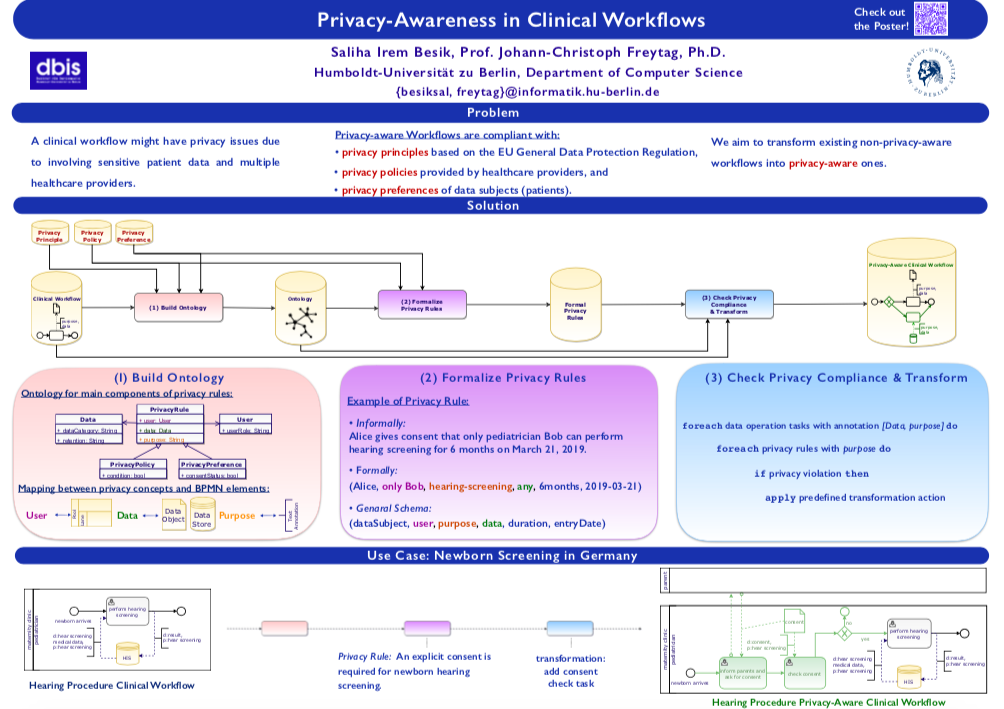 Privacy-Awareness in Clinical Workflows
Check out
the Poster!
dbis
Saliha Irem Besik, Prof. Johann-Christoph Freytag, Ph.D.
Humboldt-Universität zu Berlin, Department of Computer Science
{besiksal, freytag}@informatik.hu-berlin.de
Problem
A clinical workflow might have privacy issues due
to involving sensitive patient data and multiple
healthcare providers.
Privacy-aware Workflows are compliant with:
• privacy principles based on the EU General Data Protection Regulation,
• privacy policies provided by healthcare providers, and
• privacy preferences of data subjects (patients).
We aim to transform existing non-privacy-aware
workflows into privacy-aware ones.
Solution
Privacy
Principle
Privacy
Policy
Privacy
Preference
Clinical Workflow
purpose,
data
(1) Build Ontology
Ontology
(2) Formalize
Privacy Rules
Formal
Privacy
Rules
(3) Check Privacy
Compliance
& Transform
Privacy-Aware Clinical Workflow
purpose,
data
purpose,
data
(1) Build Ontology
Ontology for main components of privacy rules:
Data
+ dataCategory: String
+ retention: String
PrivacyRule
+ user: User
+ data: Data
+ purpose: String
User
+ userRole: String
PrivacyPolicy
+ condition: bool
PrivacyPreference
+ consentStatus: bool
Mapping between privacy concepts and BPMN elements:
User
Pool
Lane
Data
Data
Object
Data
Store
Purpose
Text
Annotation
(2) Formalize Privacy Rules
Example of Privacy Rule:
• Informally:
Alice gives consent that only pediatrician Bob can perform
hearing screening for 6 months on March 21, 2019.
• Formally:
(Alice, only Bob, hearing-screening, any, 6months, 2019-03-21)
• Genaral Schema:
(dataSubject, user, purpose, data, duration, entryDate)
(3) Check Privacy Compliance & Transform
foreach data operation tasks with annotation [Data, purpose] do
foreach privacy rules with purpose do
if privacy violation then
apply predefined transformation action
Use Case: Newborn Screening in Germany
maternity clinic
pediatrician
newborn arrives
perform hearing
screening
d:hear screening
medical data,
p:hear screening
HIS
d:result,
p:hear screening
Hearing Procedure Clinical Workflow
Privacy Rule: An explicit consent is
required for newborn hearing
screening.
transformation:
add consent
check task
parent
maternity clinic
pediatrician
newborn arrives
inform parents and
ask for consent
consent
d:consent,
p:hear screening
check consent
no
yes
d:hear screening
medical data,
p:hear screening
perform hearing
screening
HIS
d:result,
p:hear screening
Hearing Procedure Privacy-Aware Clinical Workflow